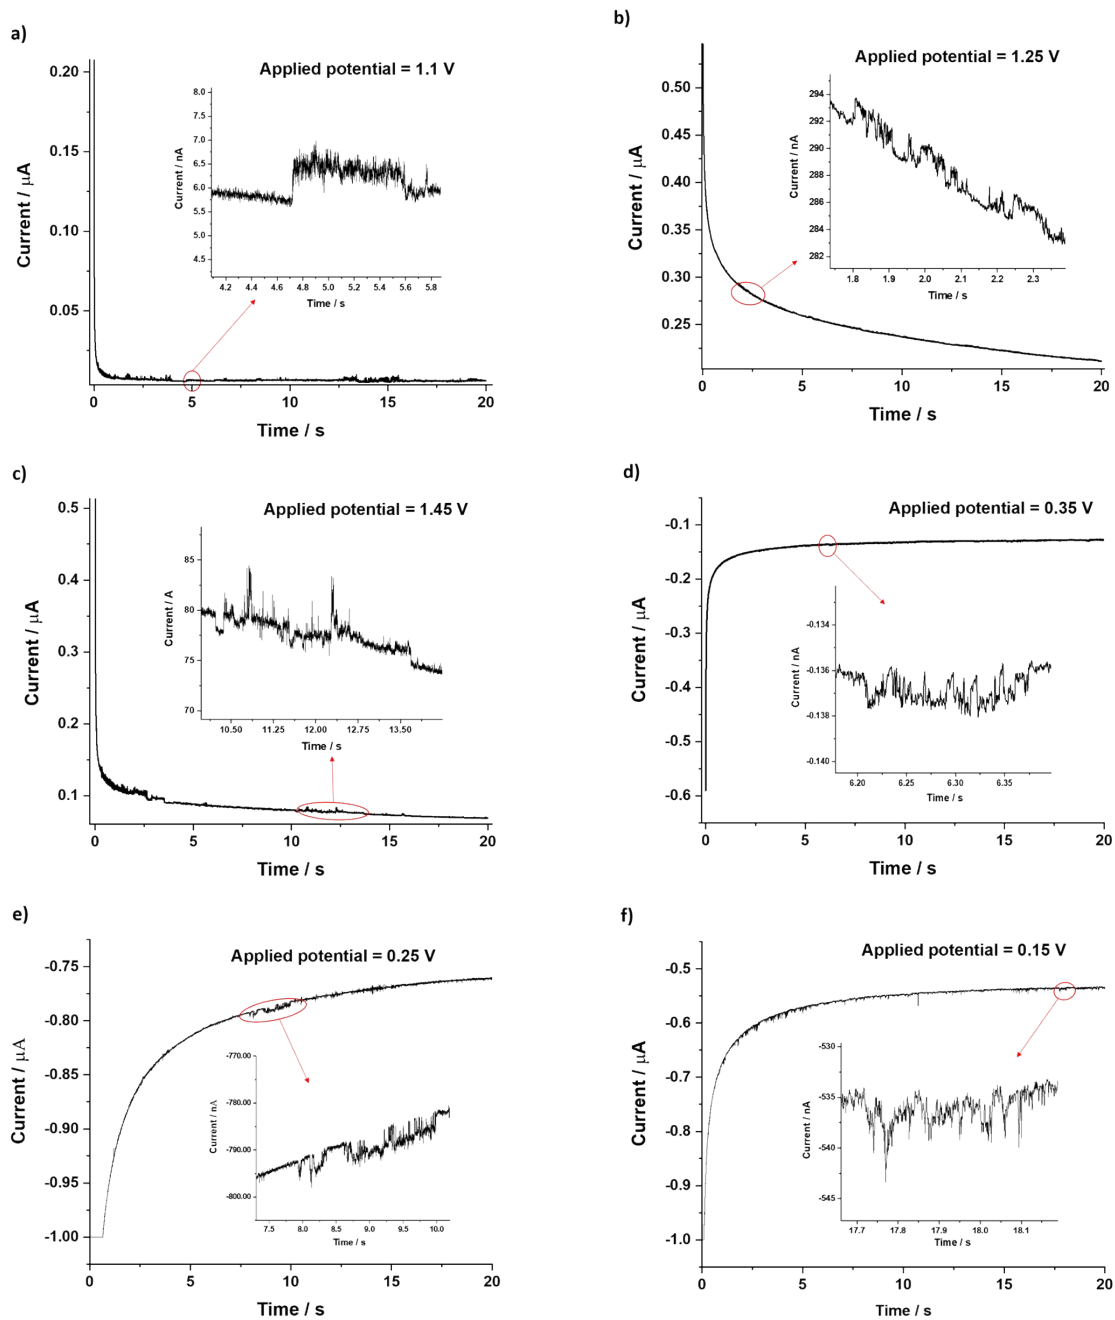 a)
Applied potential = 1.1 V
0.20
0.15
0.10
0.05
Current / µA
0 5 10 15 20
Time / s
8.0
7.5
7.0
6.5
6.0
5.5
5.0
4.5
Current / nA
4.2 4.4 4.6 4.8 5.0 5.2 5.4 5.6 5.8
Time / s
b)
Applied potential = 1.25 V
0.50
0.45
0.40
0.35
0.30
0.25
Current / µA
0 5 10 15 20
Time / s
294
292
290
288
286
284
282
Current / nA
1.8 1.9 2.0 2.1 2.2 2.3
Time / s
c)
Applied potential = 1.45 V
0.5
0.4
0.3
0.2
0.1
Current / µA
0 5 10 15 20
Time / s
85
80
75
70
Current / A
10.50 11.25 12.00 12.75 13.50
Time / s
d)
Applied potential = 0.35 V
-0.1
-0.2
-0.3
-0.4
-0.5
-0.6
Current / µA
0 5 10 15 20
Time / s
-0.134
-0.136
-0.138
-0.140
Current / nA
6.20 6.25 6.30 6.35
Time / s
e)
Applied potential = 0.25 V
-0.75
-0.80
-0.85
-0.90
-0.95
-1.00
Current / µA
0 5 10 15 20
Time / s
-770.00
-780.00
-790.00
-800.00
Current / nA
7.5 8.0 8.5 9.0 9.5 10.0
Time / s
f)
Applied potential = 0.15 V
-0.5
-0.6
-0.7
-0.8
-0.9
-1.0
Current / µA
0 5 10 15 20
Time / s
-530
-535
-540
-545
Current / nA
17.7 17.8 17.9 18.0 18.1
Time / s